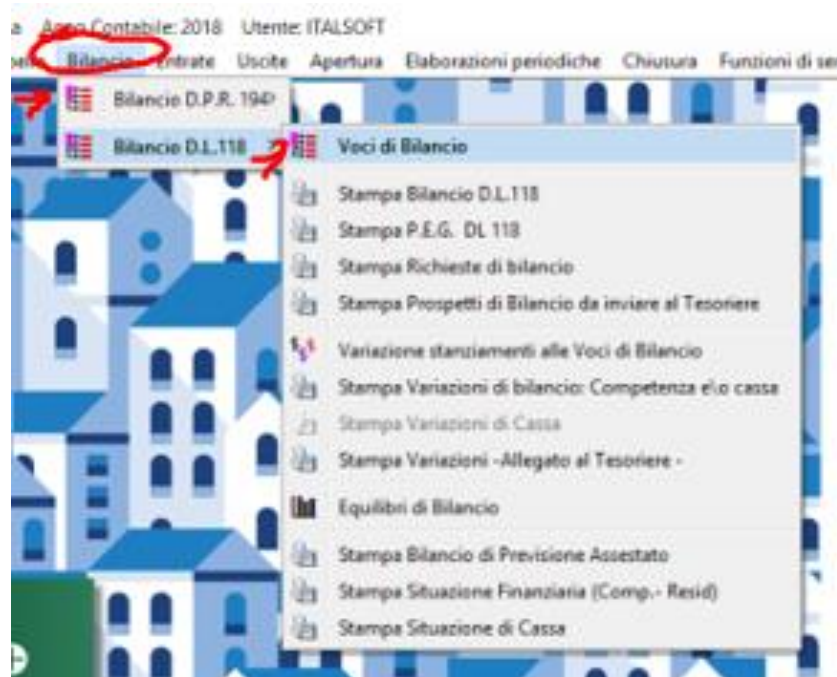 a Anno Contabile: 2018 Utente: ITALSOFT
Bilancio Entrate Uscite Apertura Elaborazioni periodiche Chiusura Funzioni di se
Bilancio D.P.R. 194
Bilancio D.L.118
Voci di Bilancio
Stampa Bilancio D.L.118
Stampa P.E.G. DL 118
Stampa Richieste di bilancio
Stampa Prospetti di Bilancio da inviare al Tesoriere
Variazione stanziamenti alle Voci di Bilancio
Stampa Variazioni di bilancio: Competenza e\o cassa
Stampa Variazioni di Cassa
Stampa Variazioni -Allegato al Tesoriere -
Equilibri di Bilancio
Stampa Bilancio di Previsione Assestato
Stampa Situazione Finanziaria (Comp.- Resid)
Stampa Situazione di Cassa